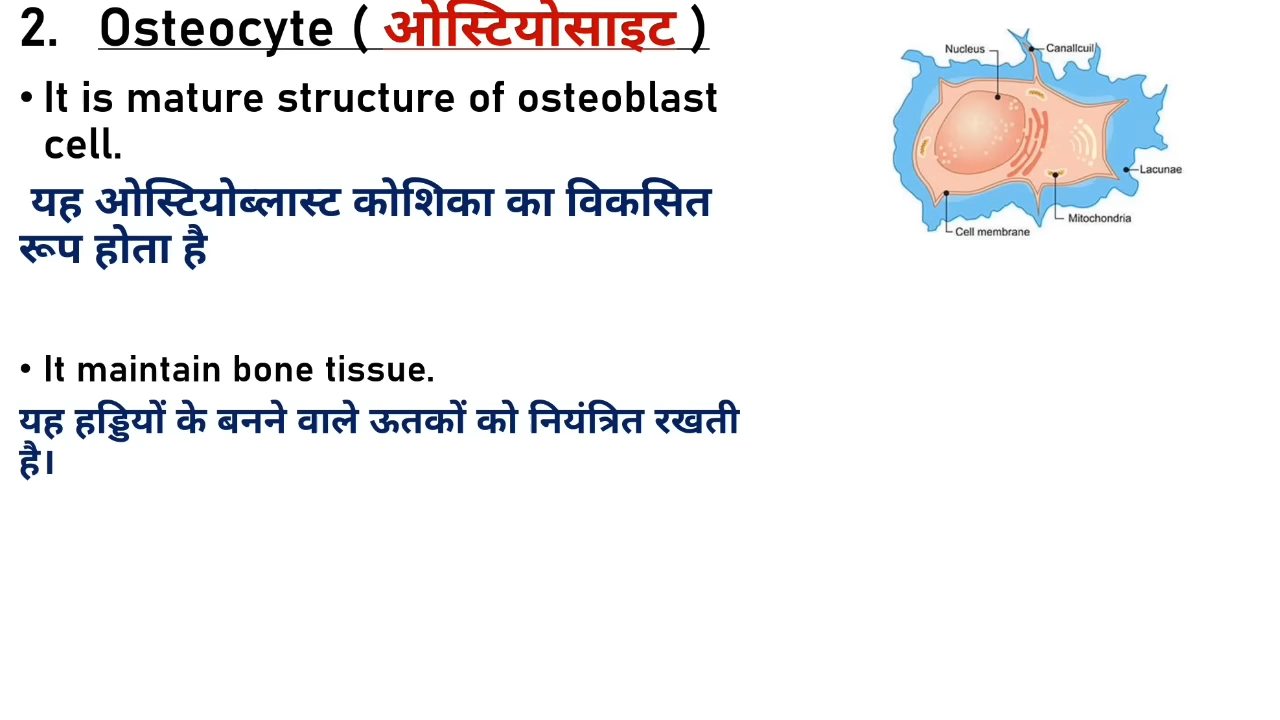 2. Osteocyte ( ओस्टियोसाइट )
• It is mature structure of osteoblast
cell.
यह ओस्टियोब्लास्ट कोशिका का विकसित
रूप होता है
• It maintain bone tissue.
यह हड्डियों के बनने वाले ऊतकों को नियंत्रित रखती
है।
Nucleus
Canallcuil
Lacunae
Mitochondria
Cell membrane